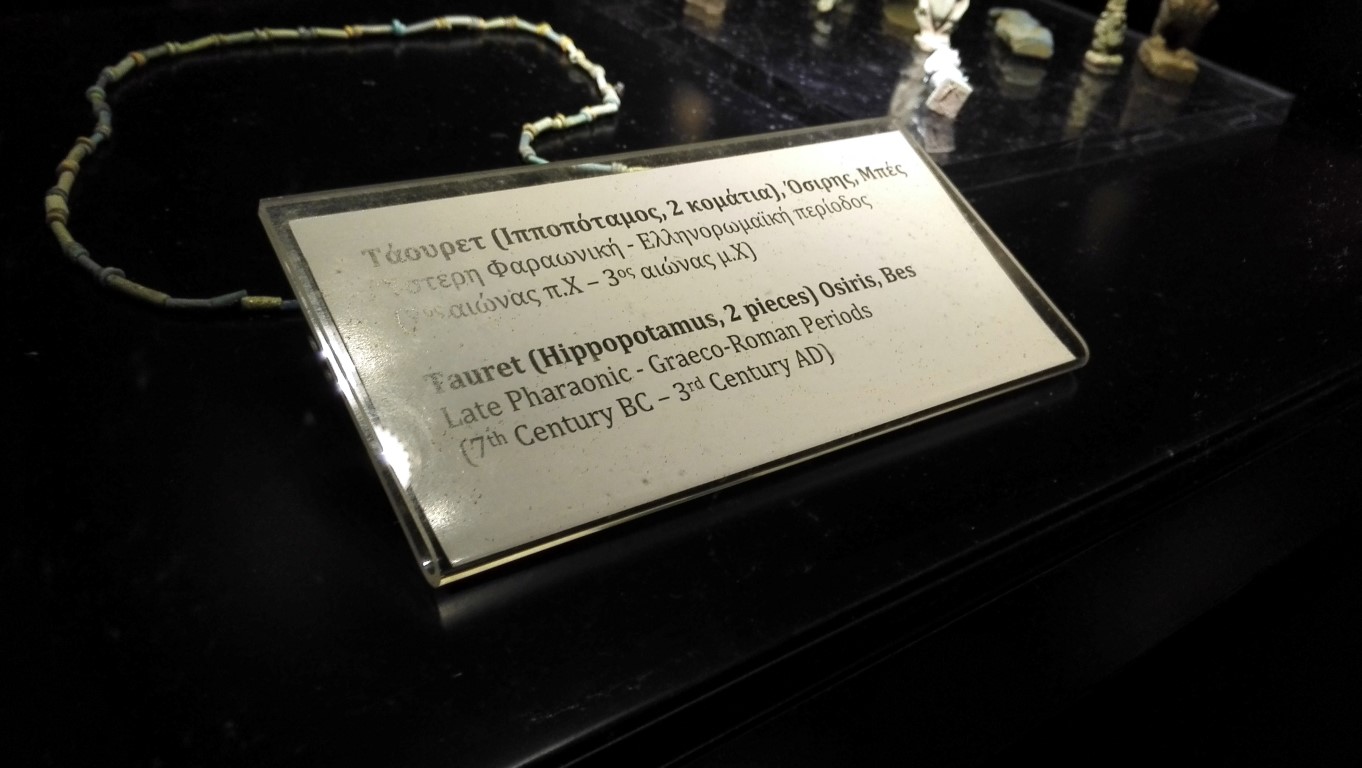 Τάουρετ (Ιπποπόταμος, 2 κομάτια), Όσιρης, Μπές
Φαραωνική - Ελληνορωμαϊκή περίοδος
αιώνας π.Χ – 3ος αιώνας μ.Χ)
Tauret (Hippopotamus, 2 pieces) Osiris, Bes
Late Pharaonic - Graeco-Roman Periods
(7th Century BC – 3rd Century AD)